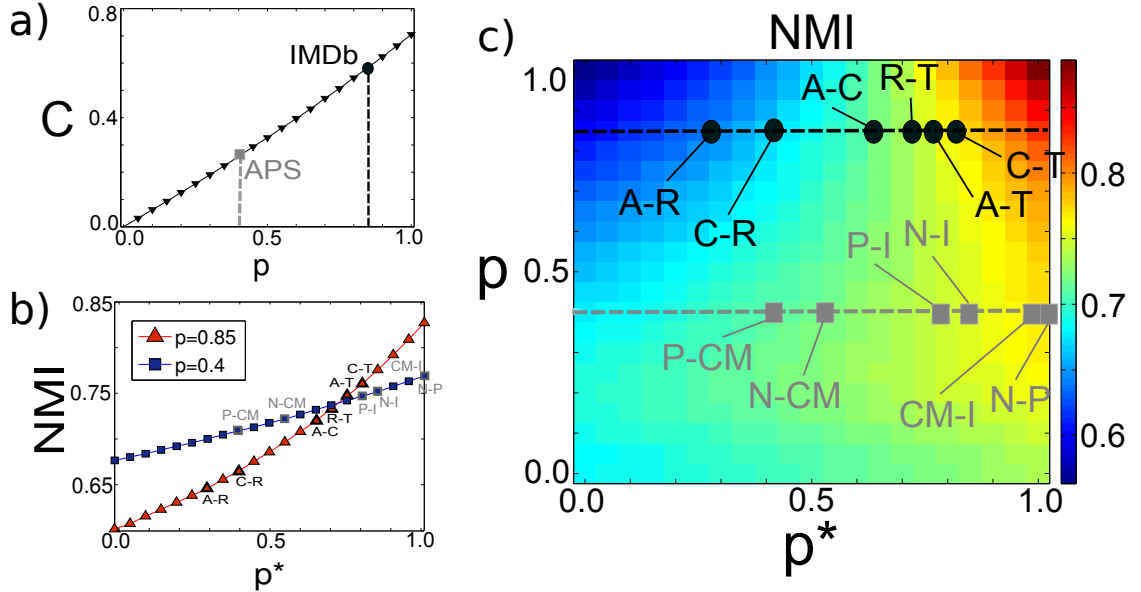 a)
0.8
C
0.4
0.0
IMDb
APS
0.0
0.5
1.0
p
b)
0.85
NMI
0.75
0.65
p=0.85
p=0.4
P-CM
N-CM
A-R
C-R
A-C
R-T
A-T
C-T
P-I
N-I
CM-I
N-P
0.0
0.5
1.0
p*
c)
NMI
1.0
p
0.5
0.0
A-R
C-R
A-C
R-T
A-T
C-T
P-CM
N-CM
P-I
N-I
CM-I
N-P
0.0
0.5
1.0
p*
0.8
0.7
0.6